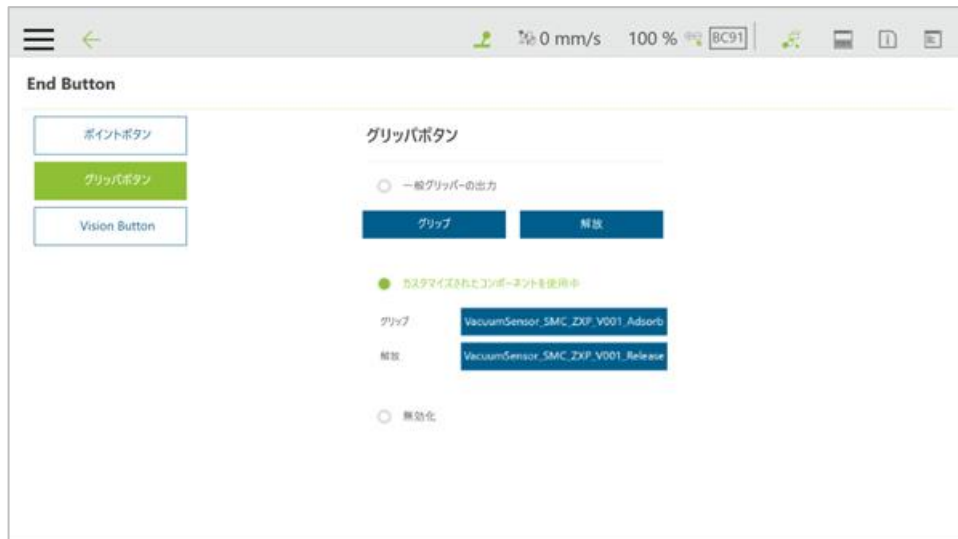 0 mm/s 100 % BC91
End Button
ポイントボタン
グリッパボタン
Vision Button
グリッパボタン
一般グリッパーの出力
グリップ 解放
カスタマイズされたコンポーネントを使用中
グリップ VacuumSensor_SMC_ZXP_V001_Adsorb
解放 VacuumSensor_SMC_ZXP_V001_Release
無効化